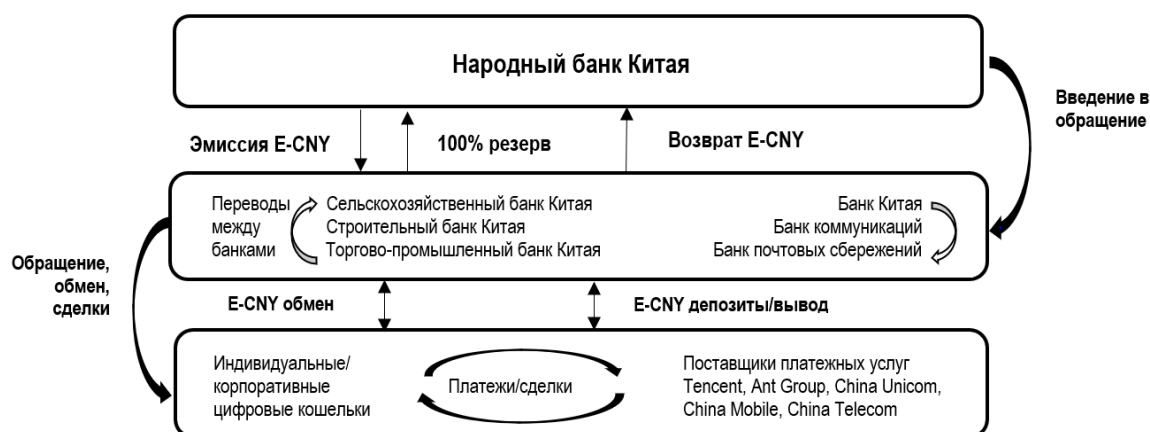 Народный банк Китая
Введение в
обращение
Эмиссия E-CNY
100% резерв
Возврат E-CNY
Переводы
между
банками
Сельскохозяйственный банк Китая
Строительный банк Китая
Торгово-промышленный банк Китая
Банк Китая
Банк коммуникаций
Банк почтовых сбережений
Обращение,
обмен,
сделки
E-CNY обмен
E-CNY депозиты/вывод
Индивидуальные/
корпоративные
цифровые кошельки
Платежи/сделки
Поставщики платежных услуг
Tencent, Ant Group, China Unicom,
China Mobile, China Telecom